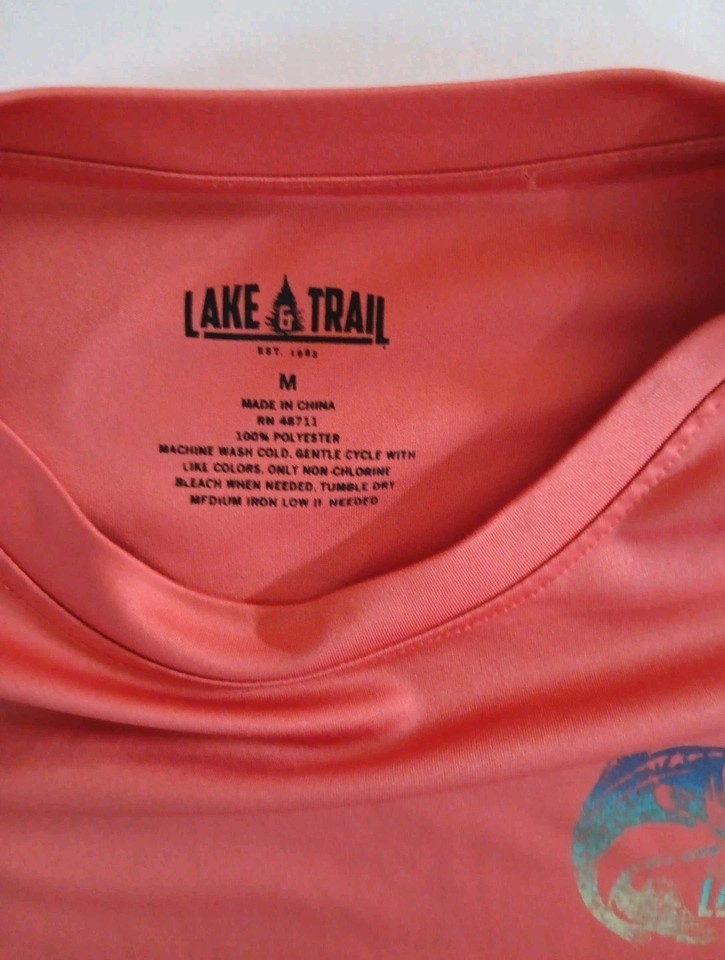 LAKE & TRAIL
EST. 1982
M
MADE IN CHINA
RN 48711
100% POLYESTER
MACHINE WASH COLD. GENTLE CYCLE WITH
LIKE COLORS. ONLY NON-CHLORINE
BLEACH WHEN NEEDED. TUMBLE DRY
MEDIUM IRON LOW IF NEEDED